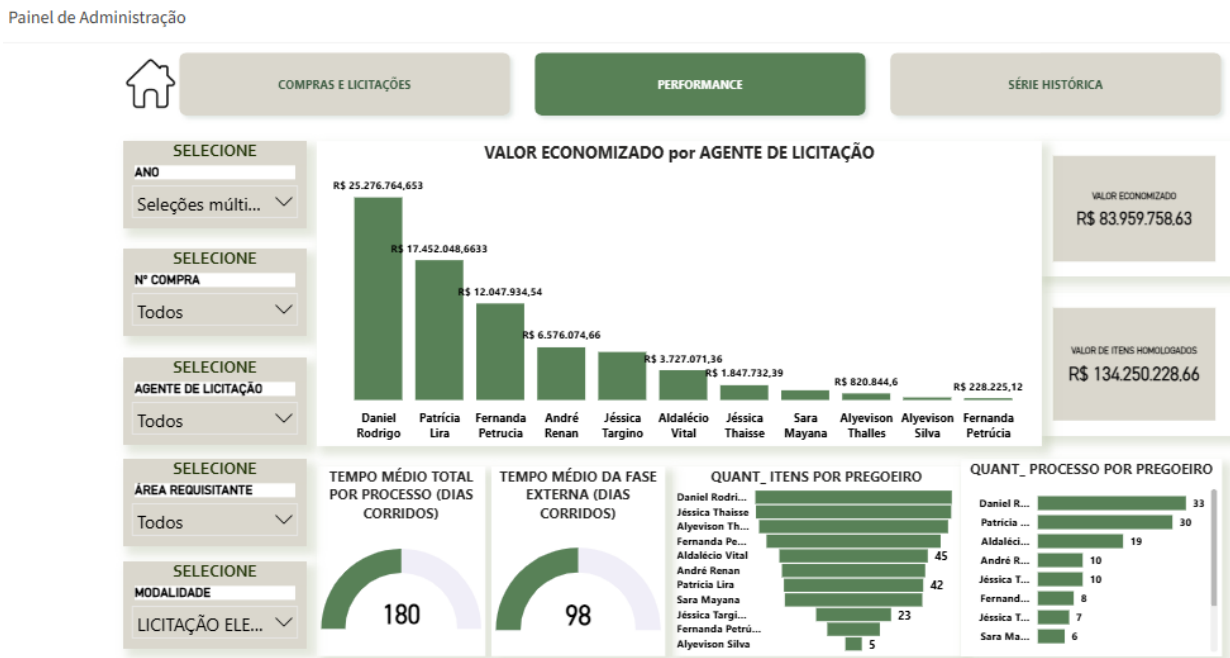 Painel de Administração
COMPRAS E LICITAÇÕES
PERFORMANCE
SÉRIE HISTÓRICA
SELECIONE
ANO
Seleções múlti...
SELECIONE
Nº COMPRA
Todos
SELECIONE
AGENTE DE LICITAÇÃO
Todos
SELECIONE
ÁREA REQUISITANTE
Todos
SELECIONE
MODALIDADE
LICITAÇÃO ELE...
VALOR ECONOMIZADO por AGENTE DE LICITAÇÃO
R$ 25.276.764,653
R$ 17.452.048,6633
R$ 12.047.934,54
R$ 6.576.074,66
R$ 3.727.071,36
R$ 1.847.732,39
R$ 820.844,6
R$ 228.225,12
Daniel
Rodrigo
Patrícia
Lira
Fernanda
Petrucia
André
Renan
Jéssica
Targino
Aldalécio
Vital
Jéssica
Thaisse
Sara
Mayana
Alyevison
Thalles
Alyevison
Silva
Fernanda
Petrúcia
VALOR ECONOMIZADO
R$ 83.959.758,63
VALOR DE ITENS HOMOLOGADOS
R$ 134.250.228,66
TEMPO MÉDIO TOTAL
POR PROCESSO (DIAS
CORRIDOS)
180
TEMPO MÉDIO DA FASE
EXTERNA (DIAS
CORRIDOS)
98
QUANT_ ITENS POR PREGOEIRO
Daniel Rodri...
Jéssica Thaisse
Alyevison Th...
Fernanda Pe...
Aldalécio Vital 45
André Renan
Patrícia Lira 42
Sara Mayana
Jéssica Targi... 23
Fernanda Petrú...
Alyevison Silva 5
QUANT_ PROCESSO POR PREGOEIRO
Daniel R... 33
Patrícia ... 30
Aldaléci... 19
André R... 10
Jéssica T... 10
Fernand... 8
Jéssica T... 7
Sara Ma... 6